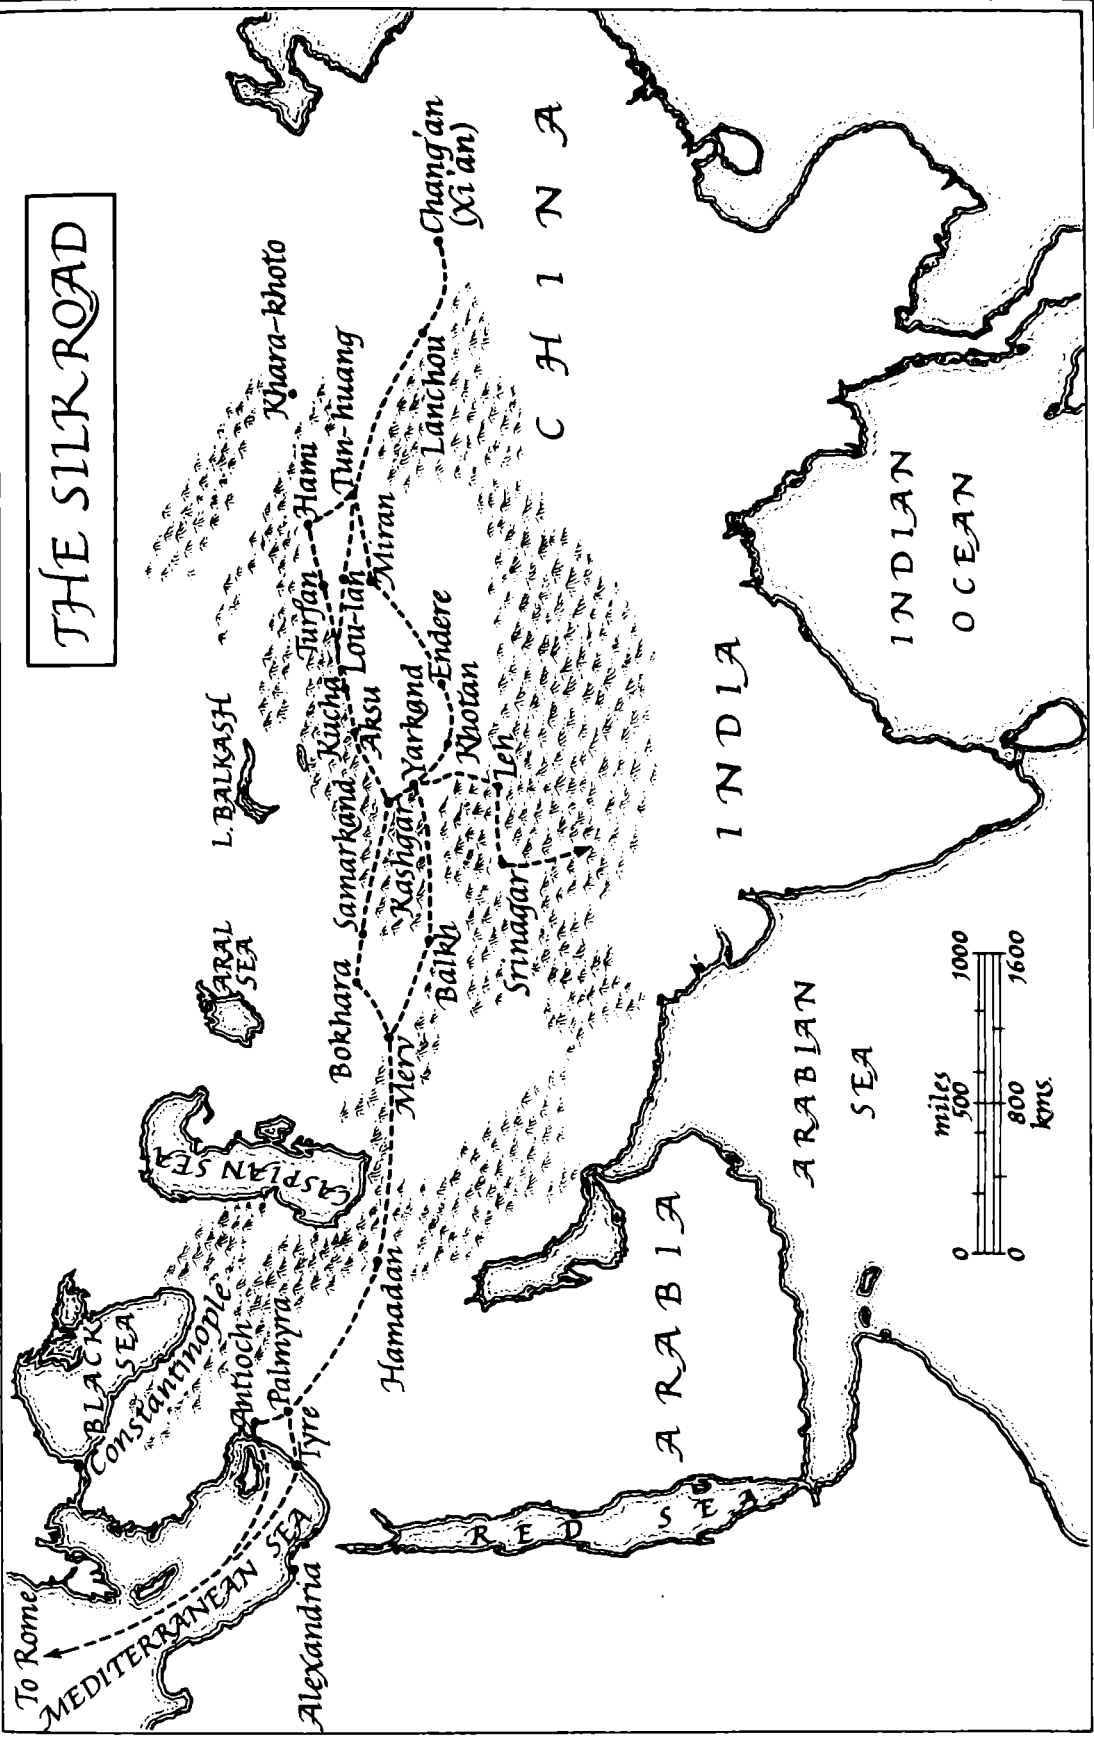 THE SILK ROAD
To Rome
MEDITERRANEAN SEA
BLACK
SEA
Constantinople
Antioch
Palmyra
Tyre
Alexandria
CASPIAN SEA
ARAL
SEA
L. BALKASH
Hamadan
Merv
Bokhara
Samarkand
Balkh
Kashgar
Yarkand
Aksu
Kucha
Turfan
Lou-lan
Hami
Khara-khoto
Tun-huang
Miran
Endere
Khotan
Leh
Srinagar
Lanchou
Chang'an
(Xi'an)
CHINA
INDIA
ARABIA
RED SEA
ARABIAN
SEA
INDIAN
OCEAN
miles
0 500 1000
0 800 1600
kms.